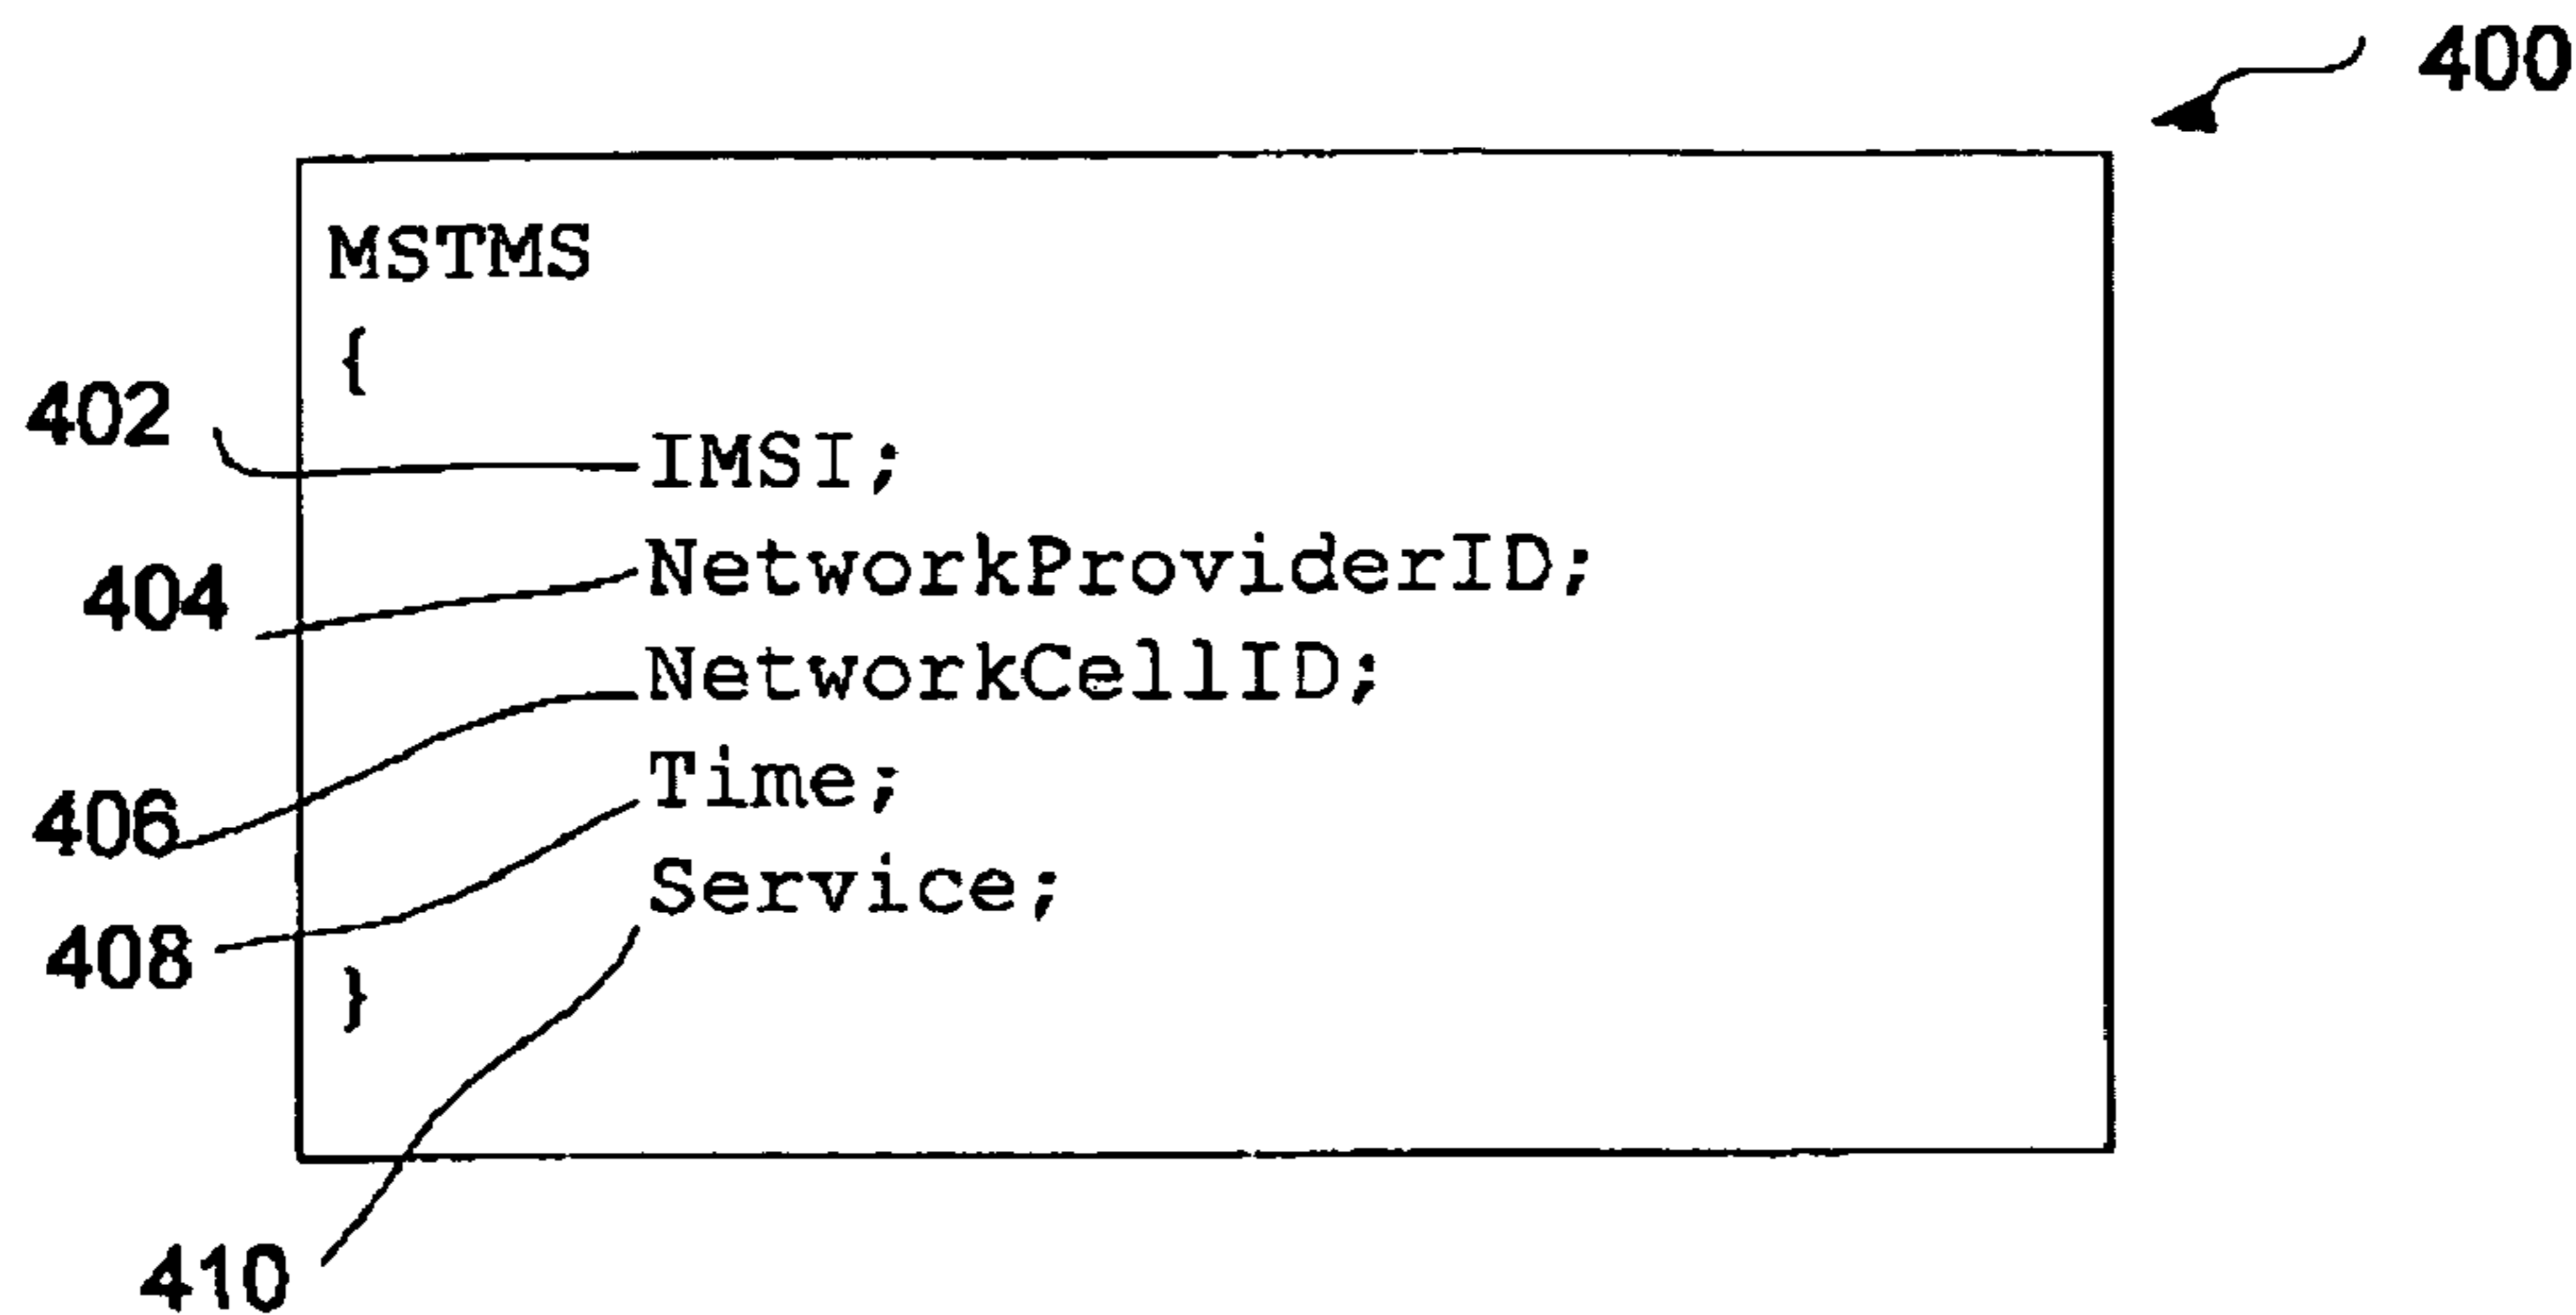 400
MSTMS
{
402
IMSI;
404
NetworkProviderID;
NetworkCellID;
406
Time;
Service;
408
}
410